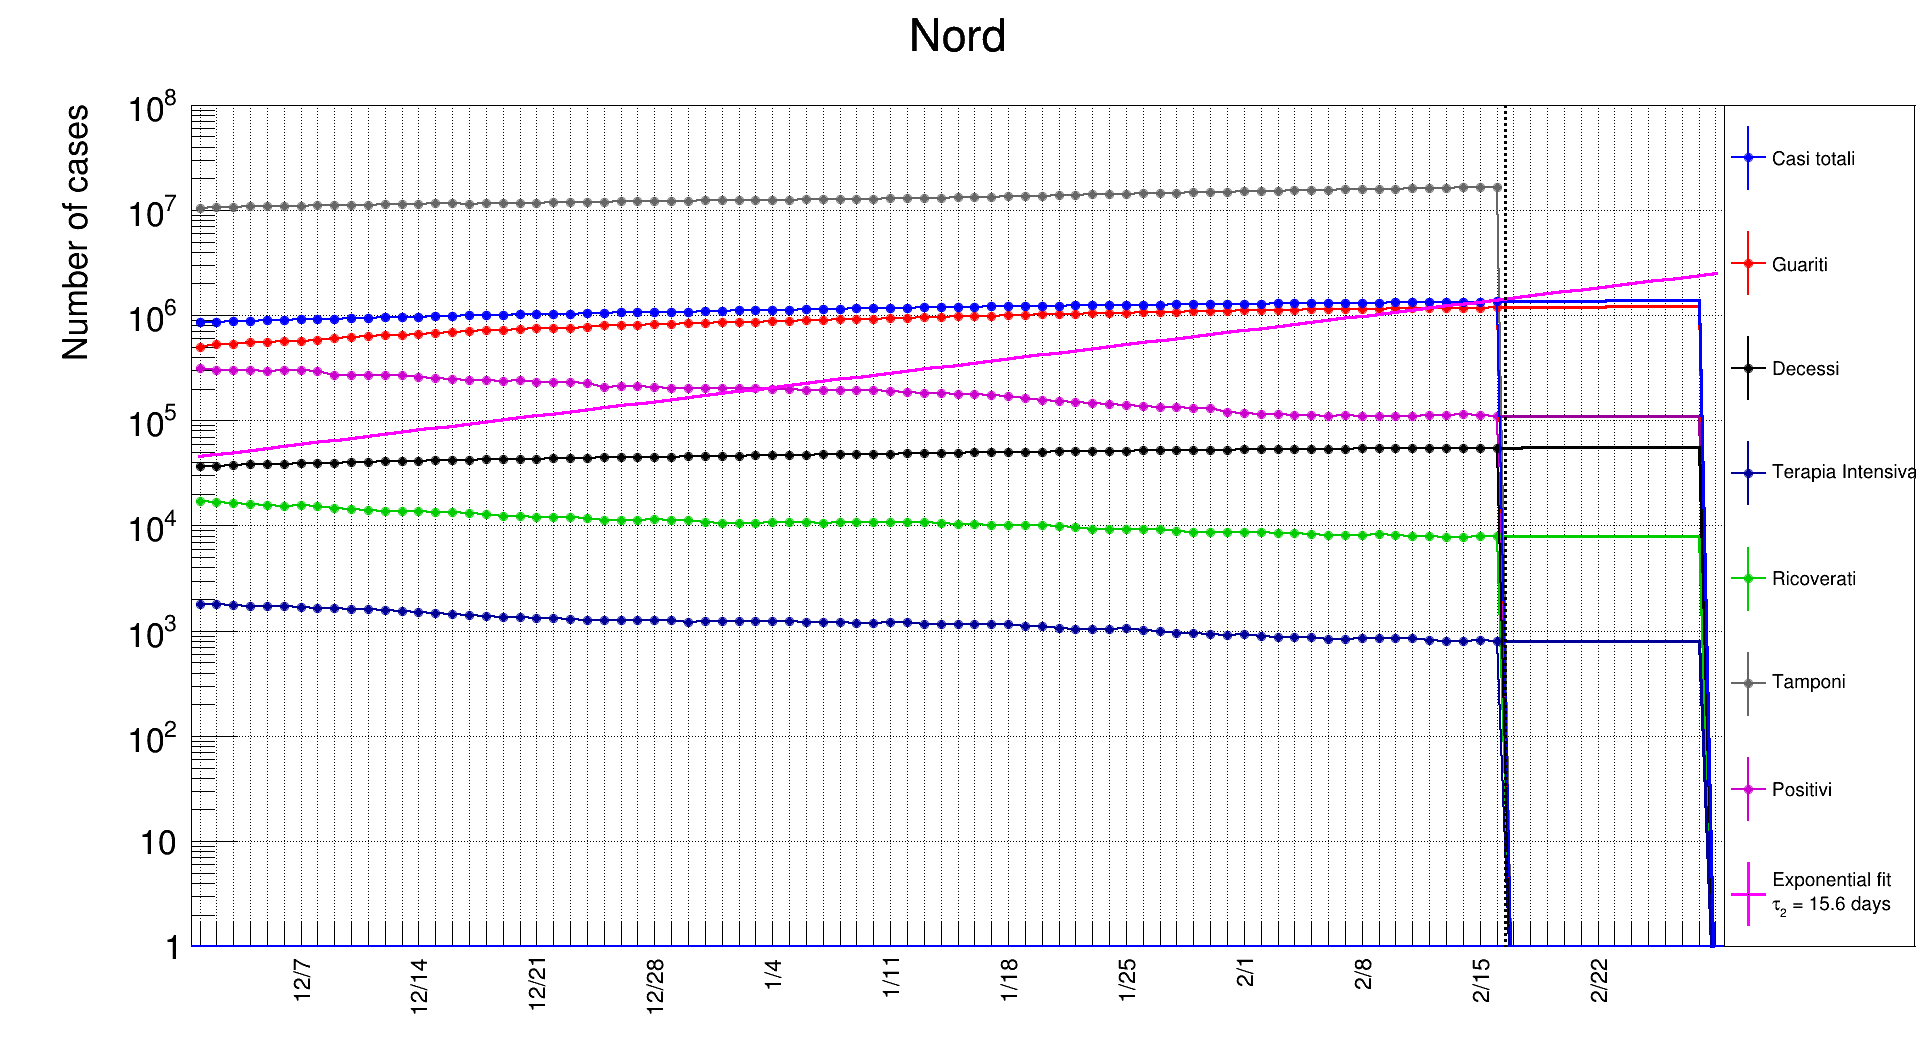 Nord
Number of cases
10^8
10^7
10^6
10^5
10^4
10^3
10^2
10
1
12/7
12/14
12/21
12/28
1/4
1/11
1/18
1/25
2/1
2/8
2/15
2/22
Casi totali
Guariti
Decessi
Terapia Intensiva
Ricoverati
Tamponi
Positivi
Exponential fit
τ_2 = 15.6 days